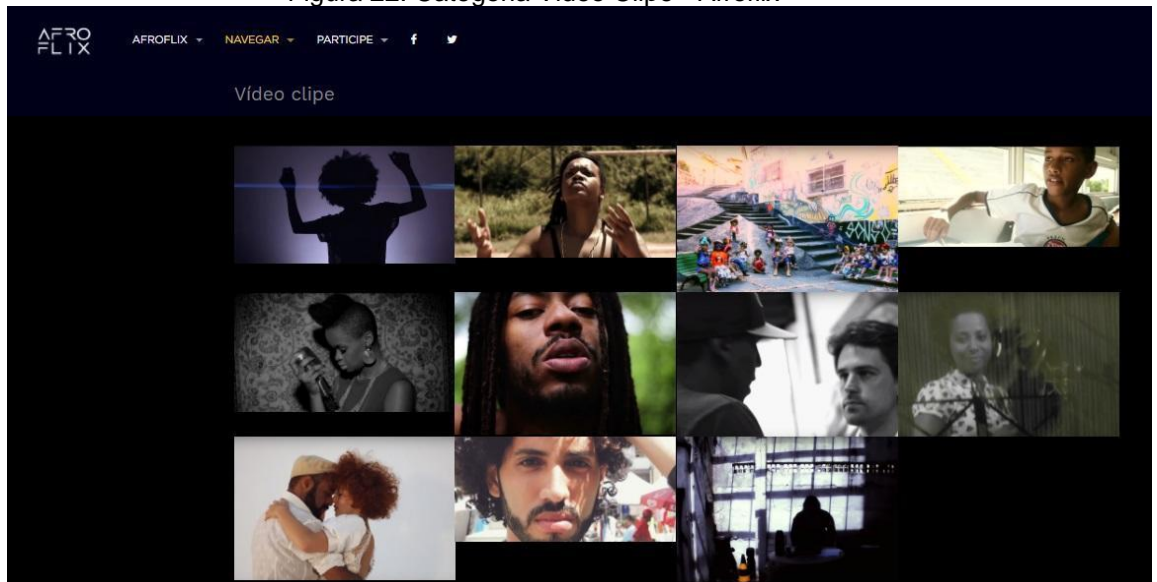 AFRO
FLIX
AFROFLIX
NAVEGAR
PARTICIPE
Vídeo clipe